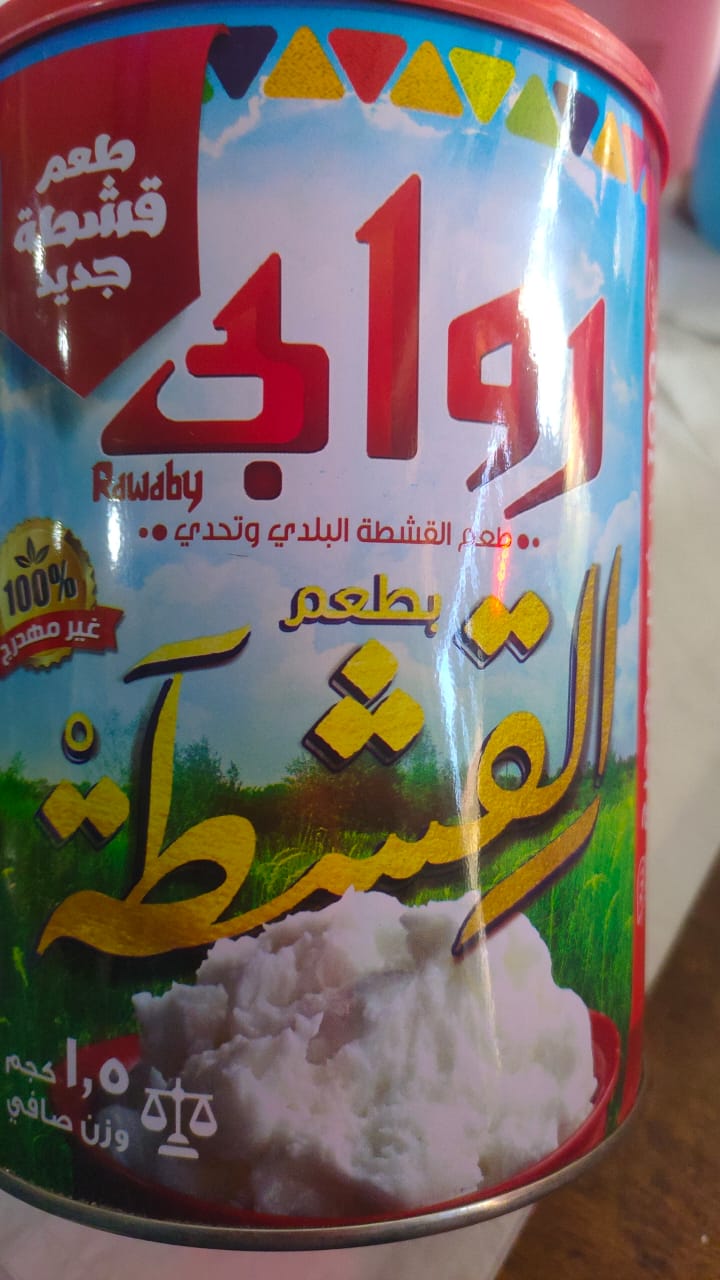 طعم
قشطة
جديد
روابي
Rawaby
طعم القشطة البلدي وتحدي
100%
غير مهدرج
بطعم
القشطة
١,٥ كجم
وزن صافي